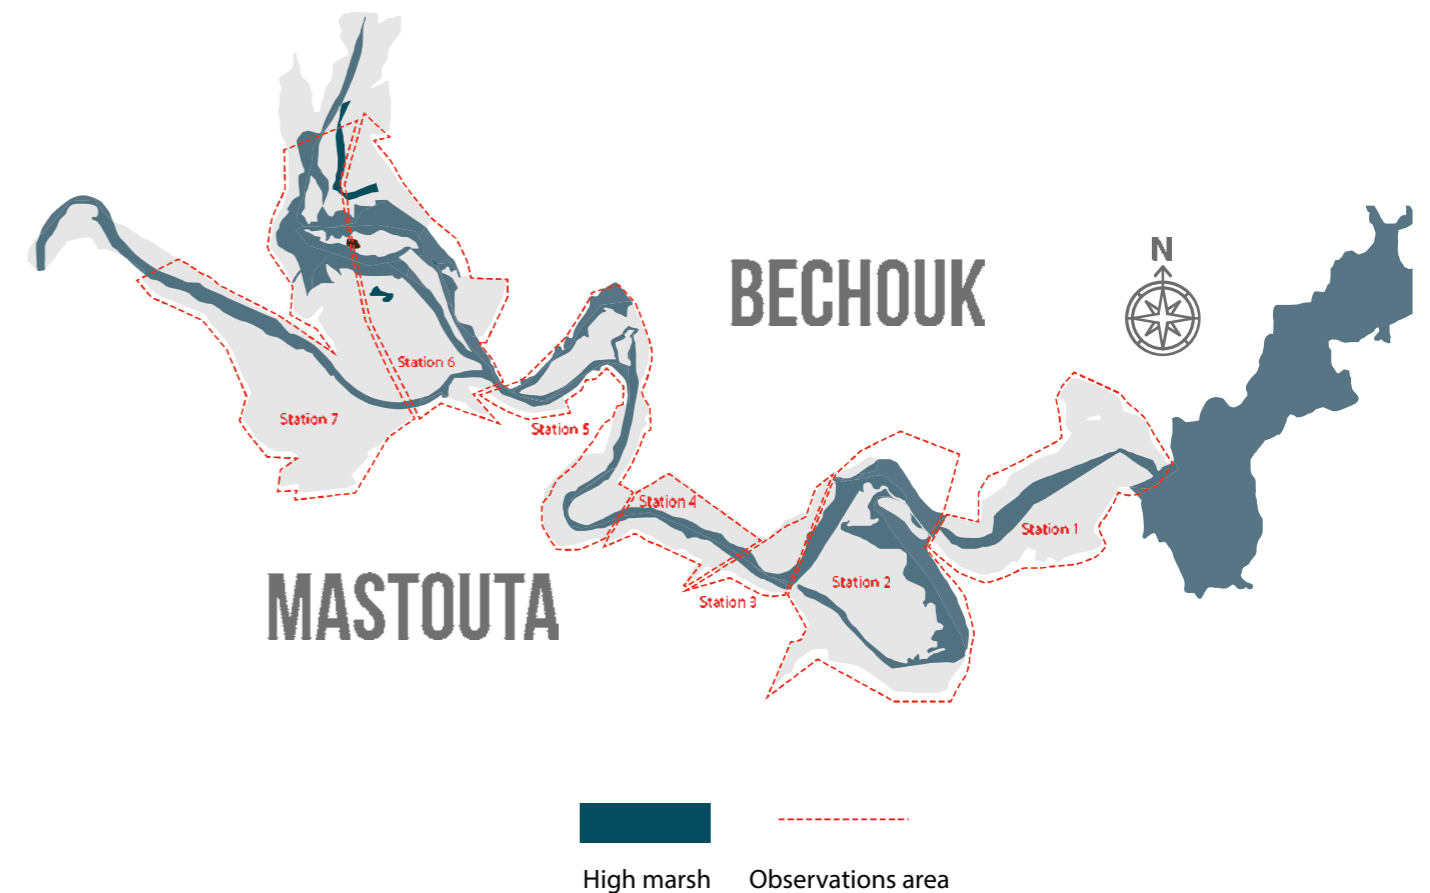 N
BECHOUK
Station 6
Station 7
Station 5
Station 4
Station 1
Station 2
Station 3
MASTOUTA
High marsh
Observations area